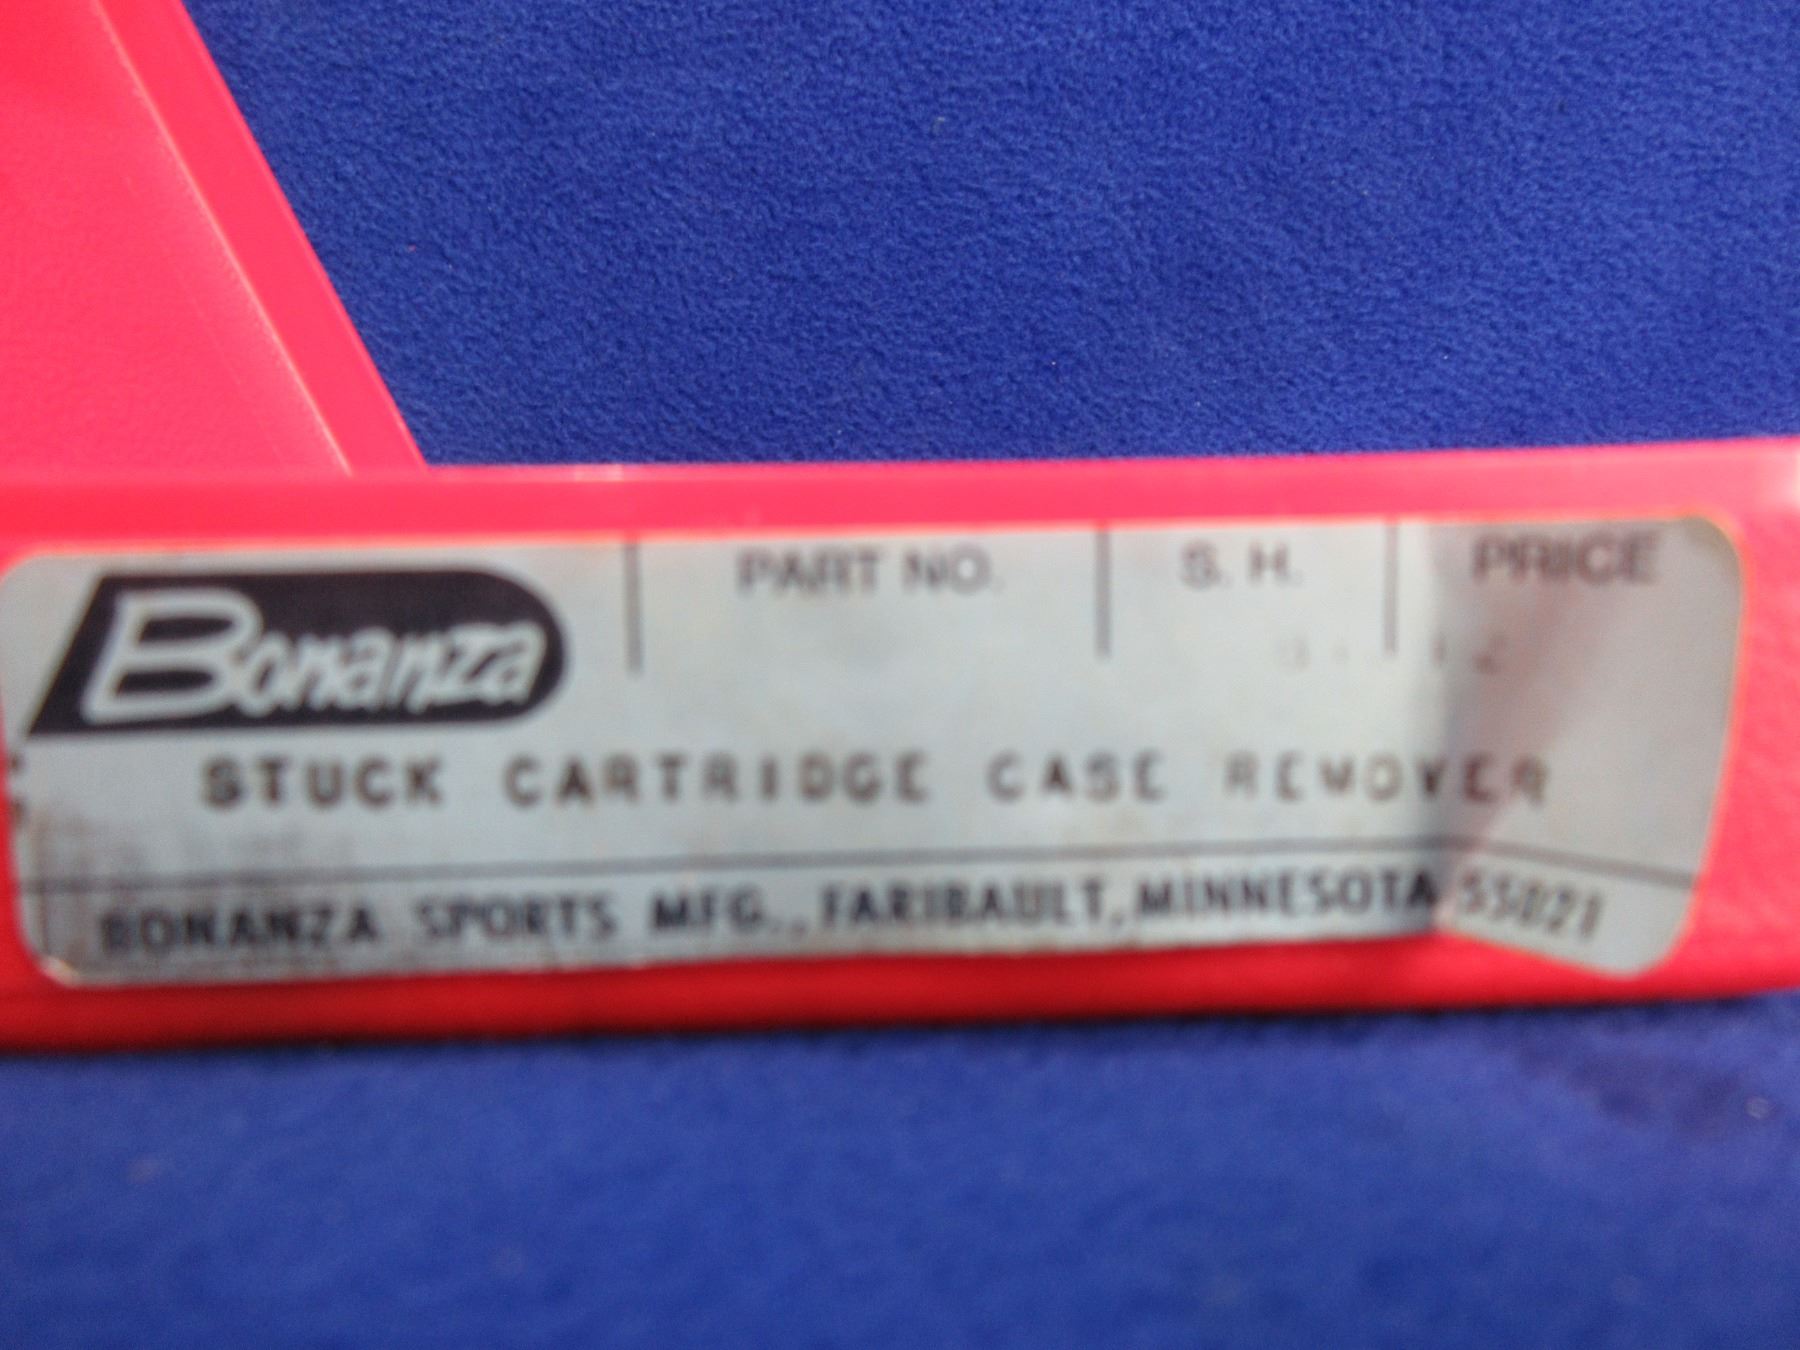 Bonanza PART NO. S. H. PRICE
STUCK CARTRIDGE CASE REMOVER
BONANZA SPORTS MFG., FARIBAULT, MINNESOTA 55021